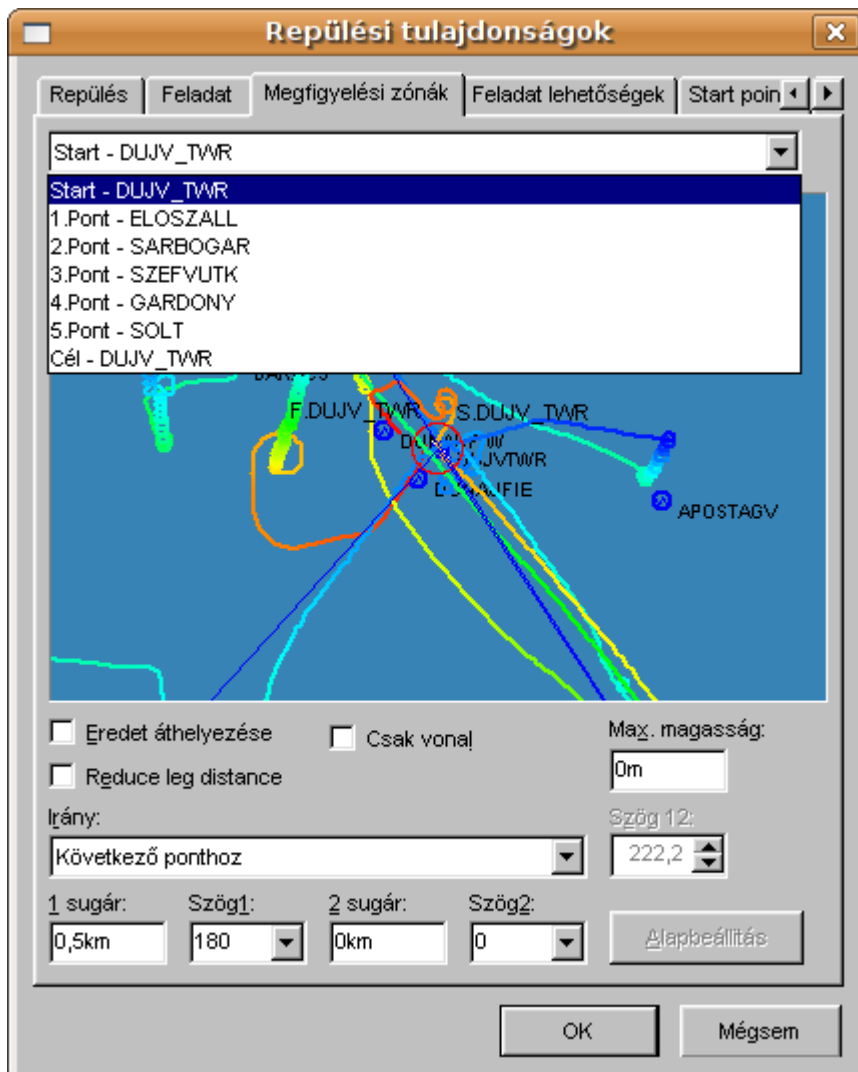 Repülési tulajdonságok
Repülés Feladat Megfigyelési zónák Feladat lehetőségek Start poin
Start - DUJV_TWR
Start - DUJV_TWR
1.Pont - ELOSZALL
2.Pont - SARBOGAR
3.Pont - SZEFVUTK
4.Pont - GARDONY
5.Pont - SOLT
Cél - DUJV_TWR
F.DUJV_TWR S.DUJV_TWR
DUJVTWR
DUNAJFIE
APOSTAGV
Eredet áthelyezése Csak vonal Max. magasság:
Reduce leg distance 0m
Irány: Szög 12:
Következő ponthoz 222,2
1 sugár: Szög1: 2 sugár: Szög2:
0,5km 180 0km 0 Alapbeállitás
OK Mégsem